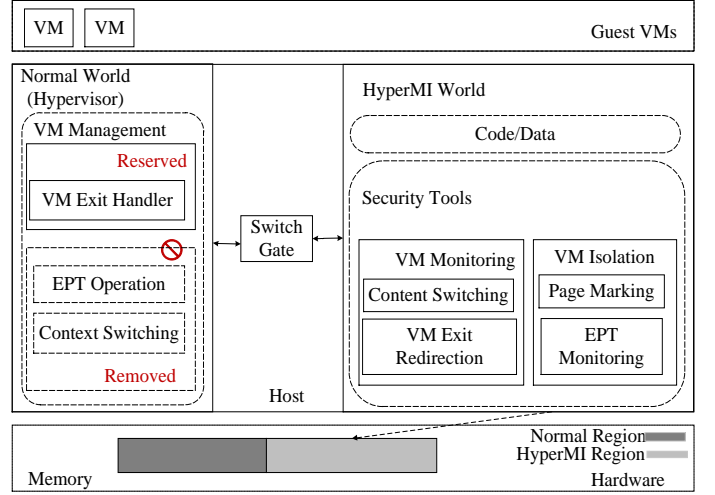 VM
VM
Guest VMs
Normal World
(Hypervisor)
VM Management
Reserved
VM Exit Handler
EPT Operation
Context Switching
Removed
Switch
Gate
Host
HyperMI World
Code/Data
Security Tools
VM Monitoring
Content Switching
VM Exit
Redirection
VM Isolation
Page Marking
EPT
Monitoring
Normal Region
HyperMI Region
Memory
Hardware